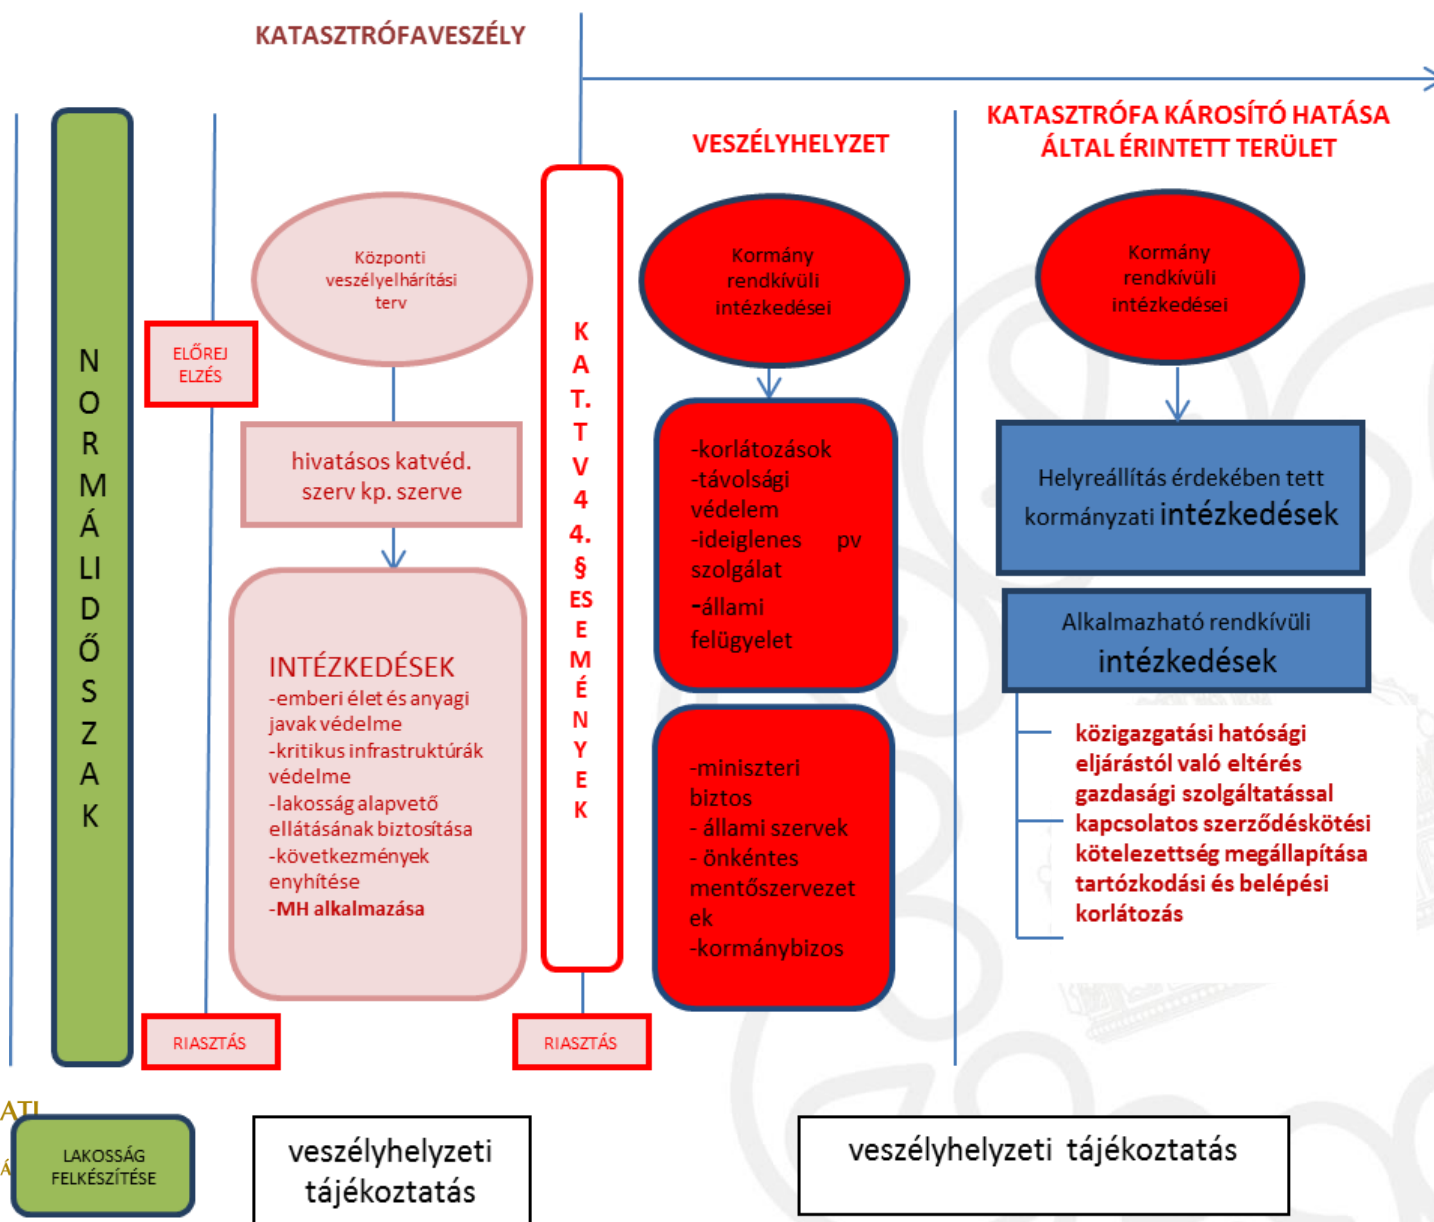 KATASZTRÓFAVESZÉLY
NORMÁLIDŐSZAK
ELŐREJ
ELZÉS
RIASZTÁS
Központi
veszélyelhárítási
terv
hivatásos katvéd.
szerv kp. szerve
INTÉZKEDÉSEK
-emberi élet és anyagi
javak védelme
-kritikus infrastruktúrák
védelme
-lakosság alapvető
ellátásának biztosítása
-következmények
enyhítése
-MH alkalmazása
K
A
T.
T
V
4
4.
§
ES
E
M
É
N
Y
E
K
RIASZTÁS
VESZÉLYHELYZET
Kormány
rendkívüli
intézkedései
-korlátozások
-távolsági
védelem
-ideiglenes pv
szolgálat
-állami
felügyelet
-miniszteri
biztos
- állami szervek
- önkéntes
mentőszervezet
ek
-kormánybizos
KATASZTRÓFA KÁROSÍTÓ HATÁSA
ÁLTAL ÉRINTETT TERÜLET
Kormány
rendkívüli
intézkedései
Helyreállítás érdekében tett
kormányzati intézkedések
Alkalmazható rendkívüli
intézkedések
közigazgatási hatósági
eljárástól való eltérés
gazdasági szolgáltatással
kapcsolatos szerződéskötési
kötelezettség megállapítása
tartózkodási és belépési
korlátozás
ATI
Á
LAKOSSÁG
FELKÉSZÍTÉSE
veszélyhelyzeti
tájékoztatás
veszélyhelyzeti tájékoztatás